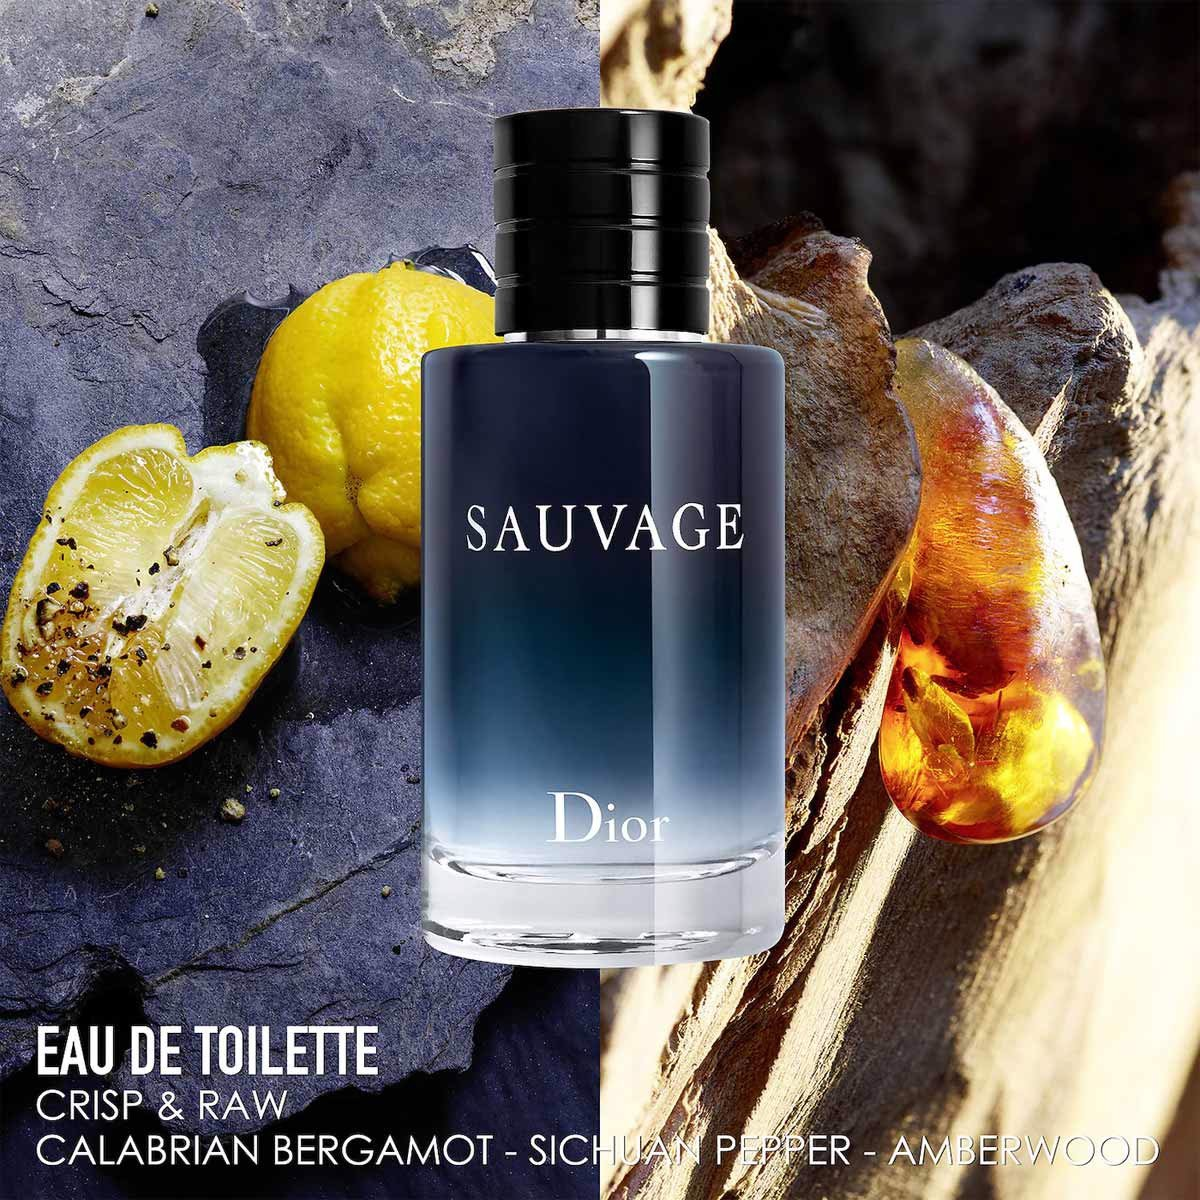 SAUVAGE
Dior
EAU DE TOILETTE
CRISP & RAW
CALABRIAN BERGAMOT - SICHUAN PEPPER - AMBERWOOD